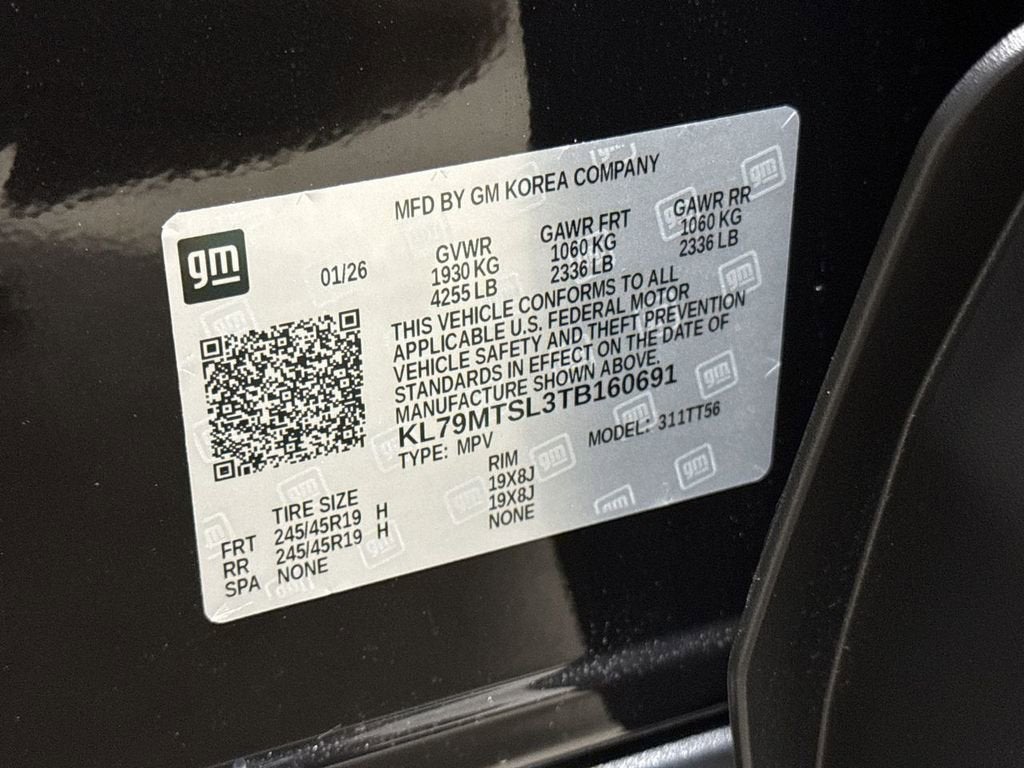 MFD BY GM KOREA COMPANY
gm
01/26
GVWR
1930 KG
4255 LB
GAWR FRT
1060 KG
2336 LB
GAWR RR
1060 KG
2336 LB
THIS VEHICLE CONFORMS TO ALL
APPLICABLE U.S. FEDERAL MOTOR
VEHICLE SAFETY AND THEFT PREVENTION
STANDARDS IN EFFECT ON THE DATE OF
MANUFACTURE SHOWN ABOVE.
KL79MTSL3TB160691
TYPE: MPV
MODEL: 311TT56
TIRE SIZE RIM
FRT 245/45R19 H 19X8J
RR 245/45R19 H 19X8J
SPA NONE NONE